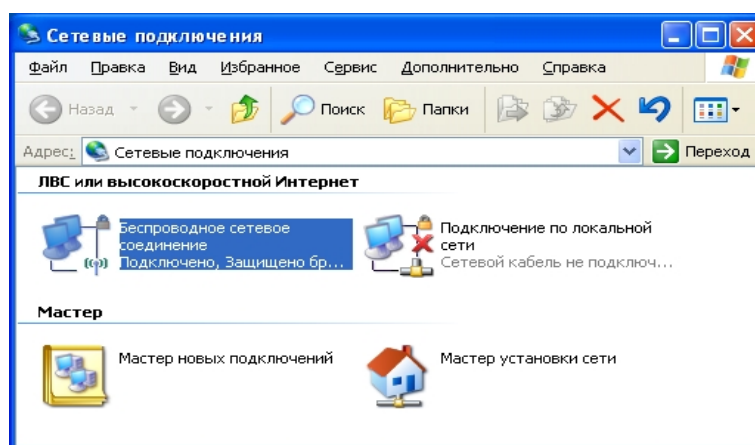 Сетевые подключения
Файл Правка Вид Избранное Сервис Дополнительно Справка
Назад Поиск Папки
Адрес: Сетевые подключения Переход
ЛВС или высокоскоростной Интернет
Беспроводное сетевое
соединение
Подключено, Защищено бр...
Подключение по локальной
сети
Сетевой кабель не подключ...
Мастер
Мастер новых подключений
Мастер установки сети